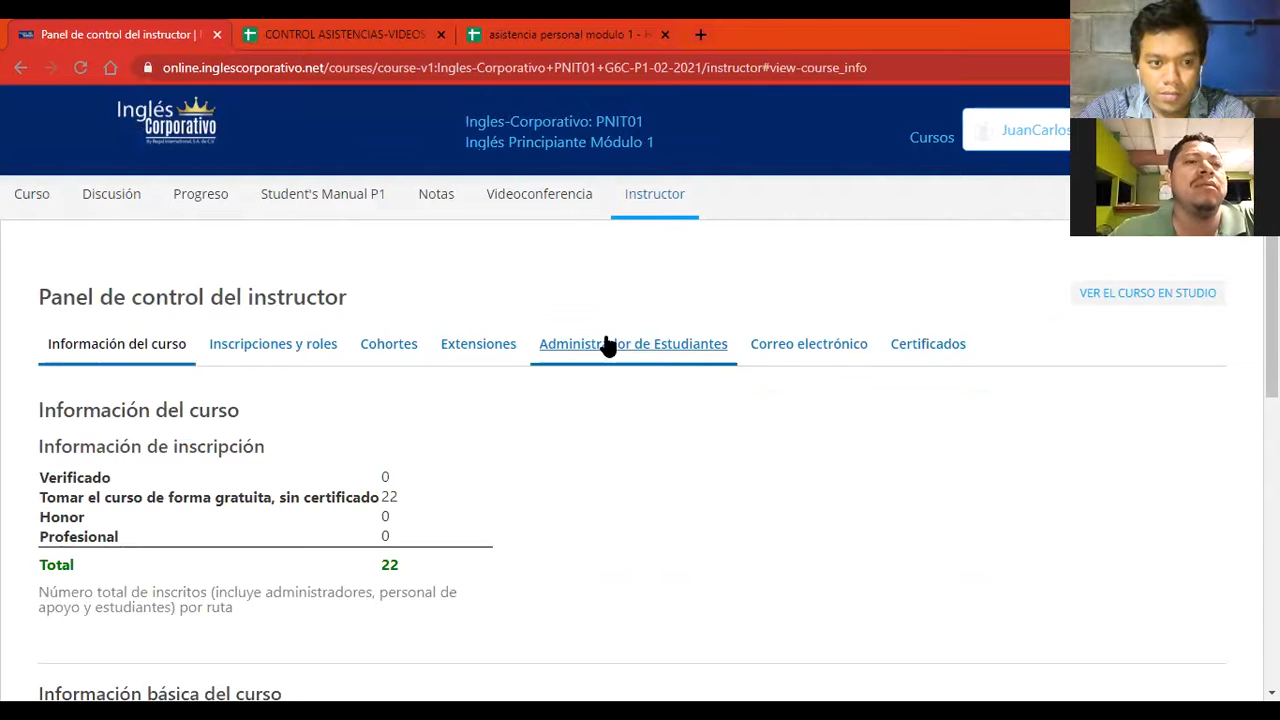 Panel de control del instructor |
CONTROL ASISTENCIAS-VIDEOS
asistencia personal modulo 1 -
online.inglescorporativo.net/courses/course-v1:Ingles-Corporativo+PNIT01+G6C-P1-02-2021/instructor#view-course_info
Inglés
Corporativo
By Regal International, S.A. de C.V.
Ingles-Corporativo: PNIT01
Inglés Principiante Módulo 1
Cursos
JuanCarlos
Curso
Discusión
Progreso
Student's Manual P1
Notas
Videoconferencia
Instructor
Panel de control del instructor
VER EL CURSO EN STUDIO
Información del curso
Inscripciones y roles
Cohortes
Extensiones
Administrador de Estudiantes
Correo electrónico
Certificados
Información del curso
Información de inscripción
Verificado 0
Tomar el curso de forma gratuita, sin certificado 22
Honor 0
Profesional 0
Total 22
Número total de inscritos (incluye administradores, personal de
apoyo y estudiantes) por ruta
Información básica del curso